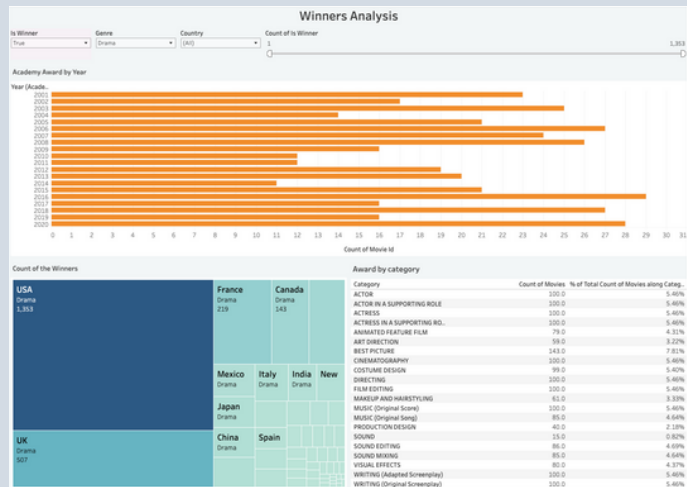 Winners Analysis
Is Winner Genre Country Count of Is Winner
True Drama (All) 1 1,353
Academy Award by Year
Year (Acade..
2001
2002
2003
2004
2005
2006
2007
2008
2009
2010
2011
2012
2013
2014
2015
2016
2017
2018
2019
2020
0 1 2 3 4 5 6 7 8 9 10 11 12 13 14 15 16 17 18 19 20 21 22 23 24 25 26 27 28 29 30 31
Count of Movie Id
Count of the Winners
USA
Drama
1,353
UK
Drama
507
France
Drama
219
Canada
Drama
143
Mexico
Drama
Italy
Drama
India
Drama
New
Japan
Drama
China
Drama
Spain
Award by category
Category Count of Movies % of Total Count of Movies along Categ..
ACTOR 100.0 5.46%
ACTOR IN A SUPPORTING ROLE 100.0 5.46%
ACTRESS 100.0 5.46%
ACTRESS IN A SUPPORTING RO.. 100.0 5.46%
ANIMATED FEATURE FILM 79.0 4.31%
ART DIRECTION 59.0 3.22%
BEST PICTURE 143.0 7.81%
CINEMATOGRAPHY 100.0 5.46%
COSTUME DESIGN 99.0 5.40%
DIRECTING 100.0 5.46%
FILM EDITING 100.0 5.46%
MAKEUP AND HAIRSTYLING 61.0 3.33%
MUSIC (Original Score) 100.0 5.46%
MUSIC (Original Song) 85.0 4.64%
PRODUCTION DESIGN 40.0 2.18%
SOUND 15.0 0.82%
SOUND EDITING 86.0 4.69%
SOUND MIXING 85.0 4.64%
VISUAL EFFECTS 80.0 4.37%
WRITING (Adapted Screenplay) 100.0 5.46%
WRITING (Original Screenplay) 100.0 5.46%